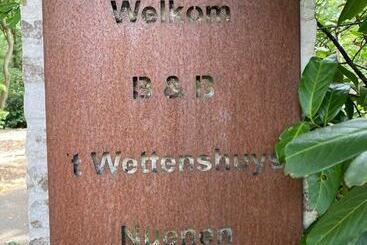 Welkom
B & B
't Wettenshuys
Nuenen